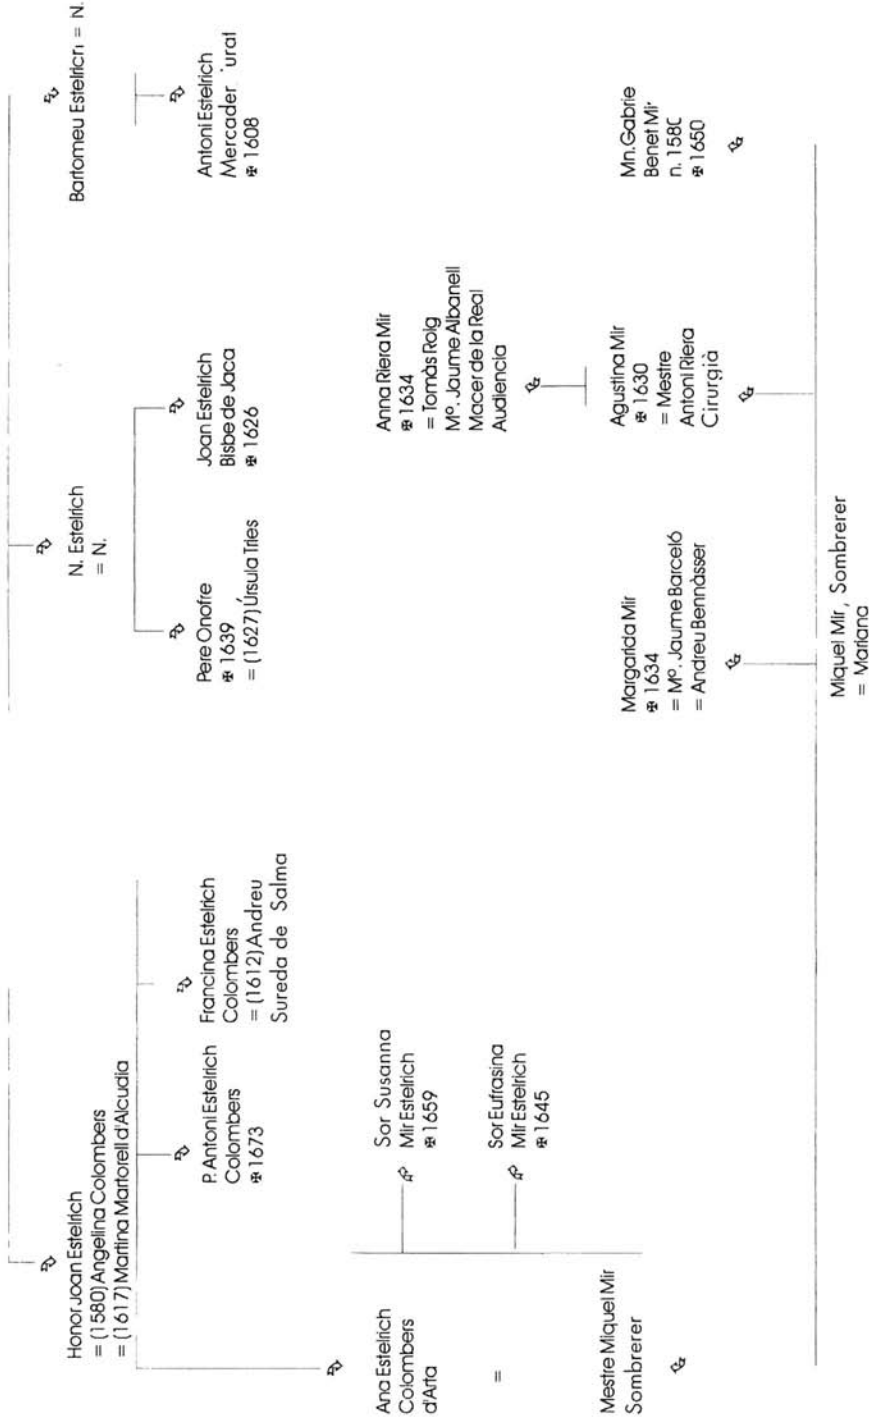 Honor Joan Estelrich
= (1580) Angelina Colombers
= (1617) Martina Martorell d'Alcudia
N. Estelrich
= N.
Bartomeu Estelrich = N.
P. Antoni Estelrich
Colombers
✠ 1673
Francina Estelrich
Colombers
= (1612) Andreu
Sureda de Salma
Pere Onofre
✠ 1639
= (1627) Úrsula Tries
Joan Estelrich
Bisbe de Jaca
✠ 1626
Antoni Estelrich
Mercader
✠ 1608
Ana Estelrich
Colombers
d'Arta
=
Mestre Miquel Mir
Sombrerer
Sor Susanna
Mir Estelrich
✠ 1659
Sor Eufrasina
Mir Estelrich
✠ 1645
Anna Riera Mir
✠ 1634
= Tomàs Roig
Mº. Jaume Albanell
Macer de la Real
Audiencia
Margarida Mir
✠ 1634
= Mº. Jaume Barceló
= Andreu Bennàsser
Agustina Mir
✠ 1630
= Mestre
Antoni Riera
Cirurgià
Mn. Gabrie
Benet Mi
n. 158
✠ 1650
Miquel Mir, Sombrerer
= Mariana